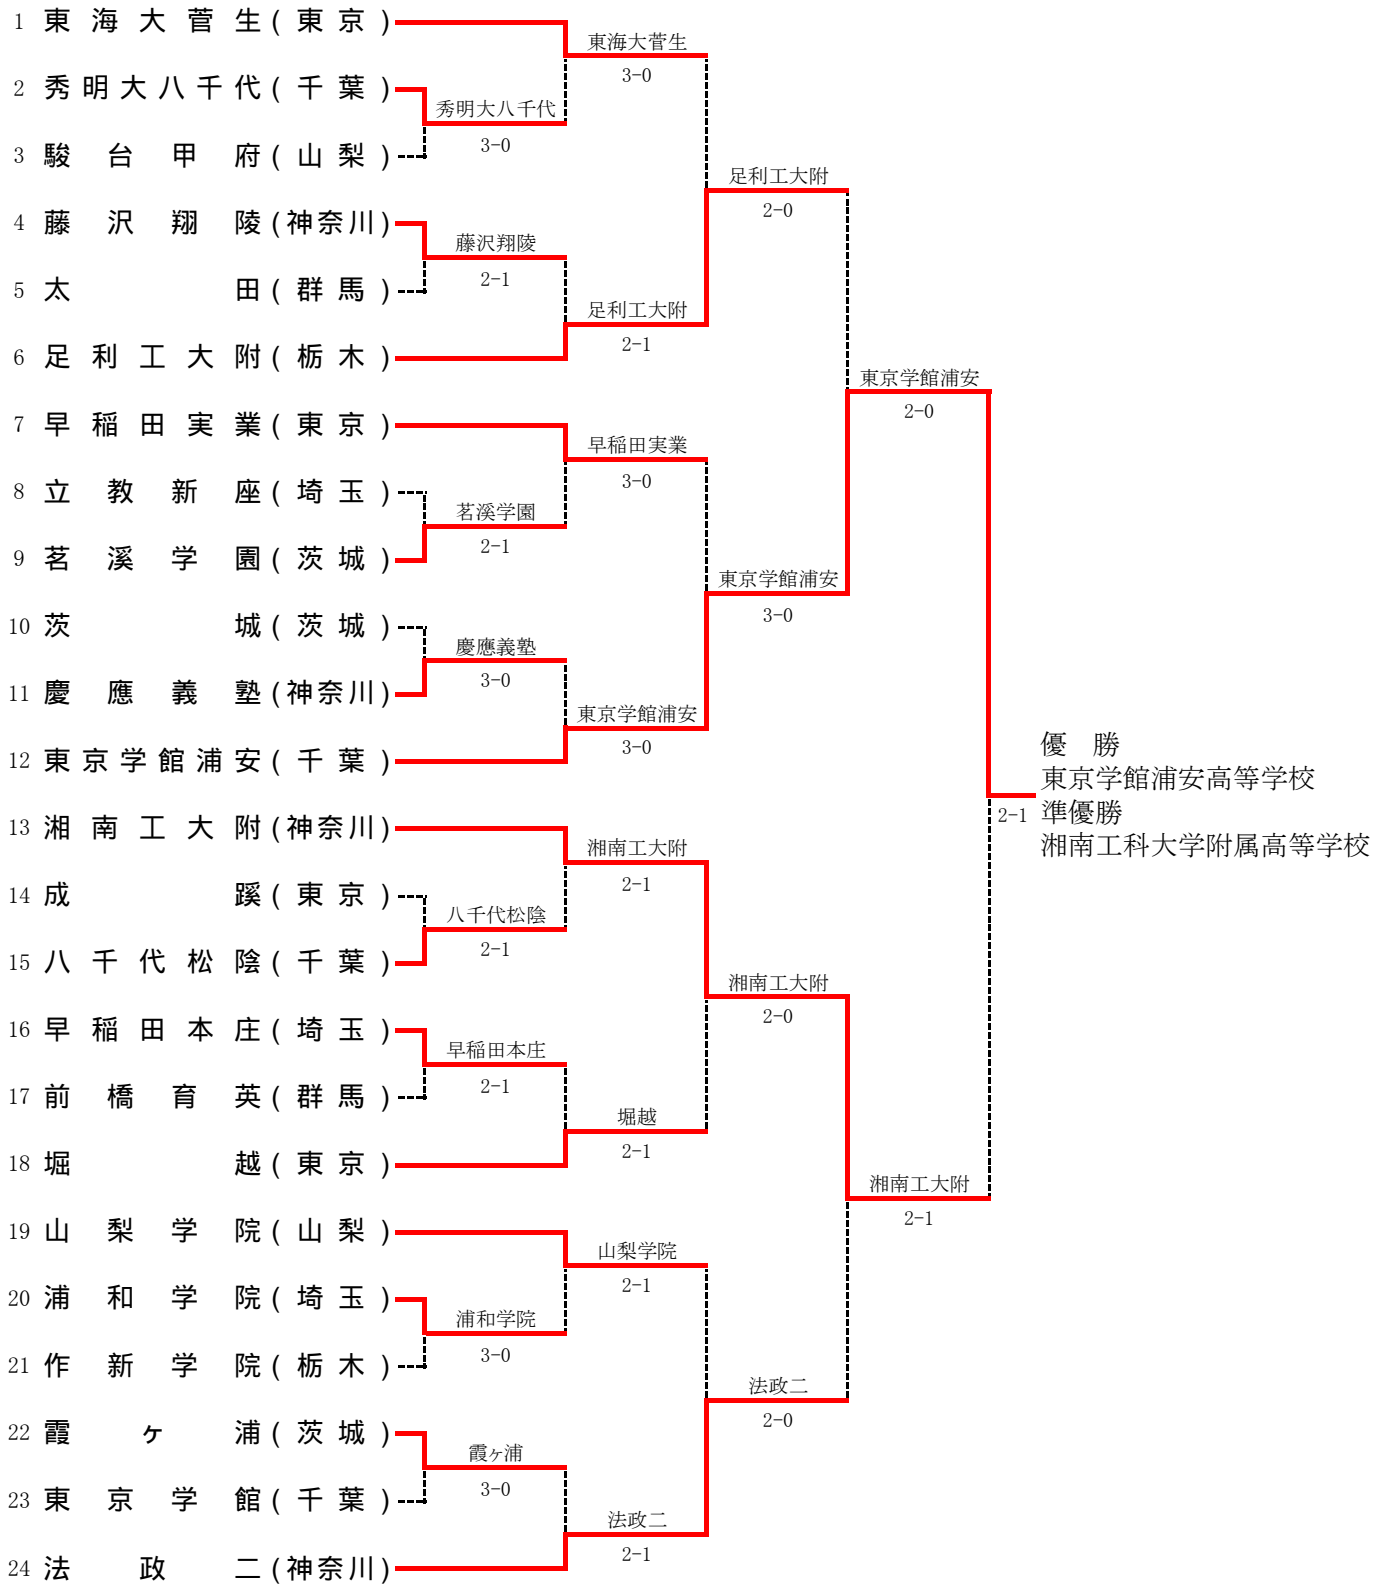 1 東海大菅生(東京)
東海大菅生
3-0
2 秀明大八千代(千葉)
秀明大八千代
3-0
3 駿台甲府(山梨)
足利工大附
2-0
4 藤沢翔陵(神奈川)
藤沢翔陵
2-1
5 太田(群馬)
足利工大附
2-1
6 足利工大附(栃木)
東京学館浦安
2-0
7 早稲田実業(東京)
早稲田実業
3-0
8 立教新座(埼玉)
茗溪学園
2-1
9 茗溪学園(茨城)
東京学館浦安
3-0
10 茨城(茨城)
慶應義塾
3-0
11 慶應義塾(神奈川)
東京学館浦安
3-0
12 東京学館浦安(千葉)
優 勝
東京学館浦安高等学校
2-1 準優勝
湘南工科大学附属高等学校
13 湘南工大附(神奈川)
湘南工大附
2-1
14 成蹊(東京)
八千代松陰
2-1
15 八千代松陰(千葉)
湘南工大附
2-0
16 早稲田本庄(埼玉)
早稲田本庄
2-1
17 前橋育英(群馬)
堀越
2-1
18 堀越(東京)
湘南工大附
2-1
19 山梨学院(山梨)
山梨学院
2-1
20 浦和学院(埼玉)
浦和学院
3-0
21 作新学院(栃木)
法政二
2-0
22 霞ヶ浦(茨城)
霞ヶ浦
3-0
23 東京学館(千葉)
法政二
2-1
24 法政二(神奈川)